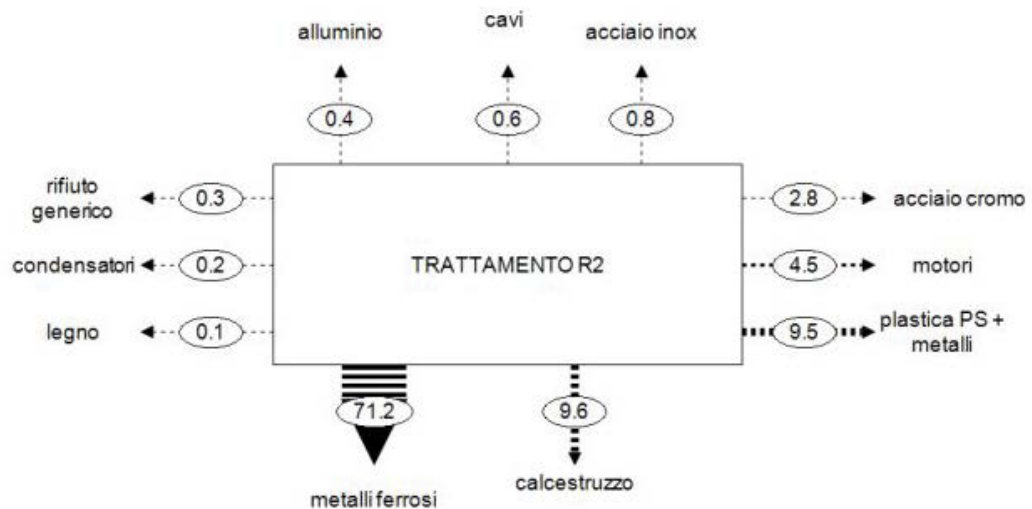 cavi
alluminio
acciaio inox
0.4
0.6
0.8
rifiuto
generico
0.3
2.8
acciaio cromo
condensatori
0.2
TRATTAMENTO R2
4.5
motori
legno
0.1
9.5
plastica PS +
metalli
71.2
9.6
calcestruzzo
metalli ferrosi